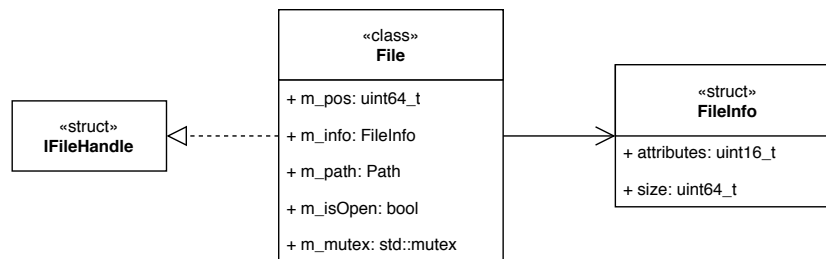 «struct»
IFileHandle
«class»
File
+ m_pos: uint64_t
+ m_info: FileInfo
+ m_path: Path
+ m_isOpen: bool
+ m_mutex: std::mutex
«struct»
FileInfo
+ attributes: uint16_t
+ size: uint64_t